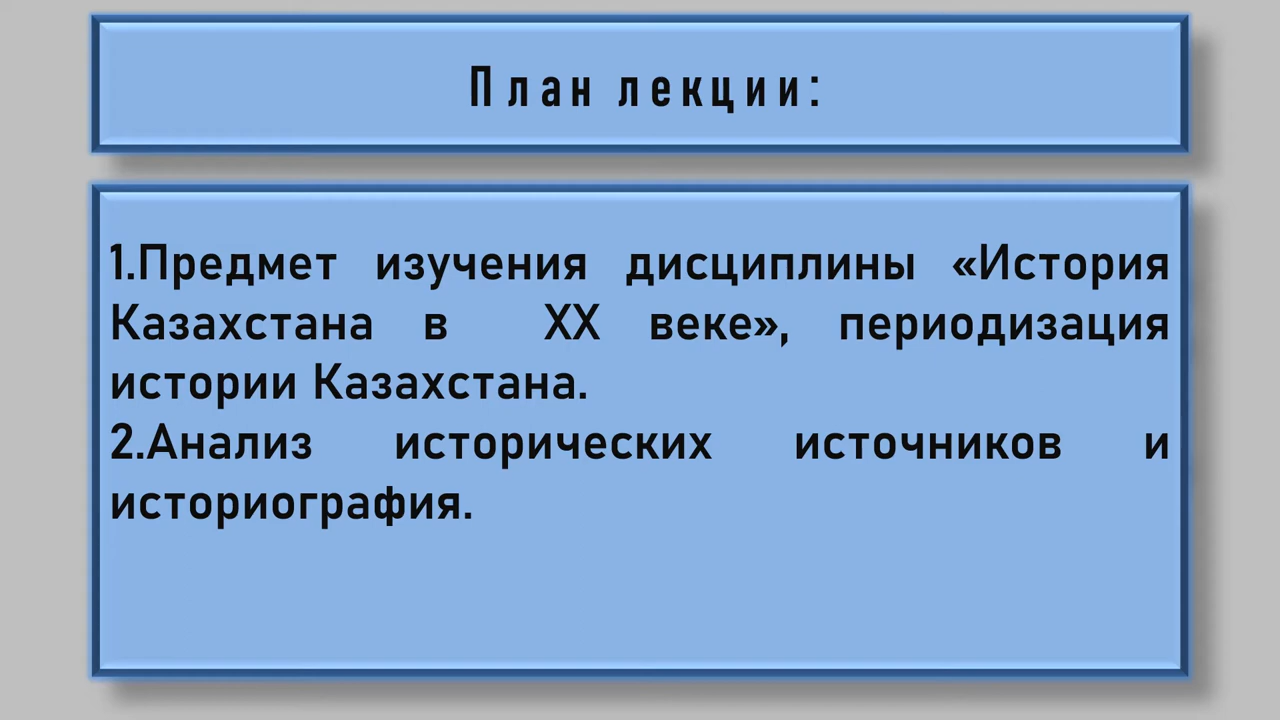 План лекции:
1.Предмет изучения дисциплины «История
Казахстана в XX веке», периодизация
истории Казахстана.
2.Анализ исторических источников и
историография.